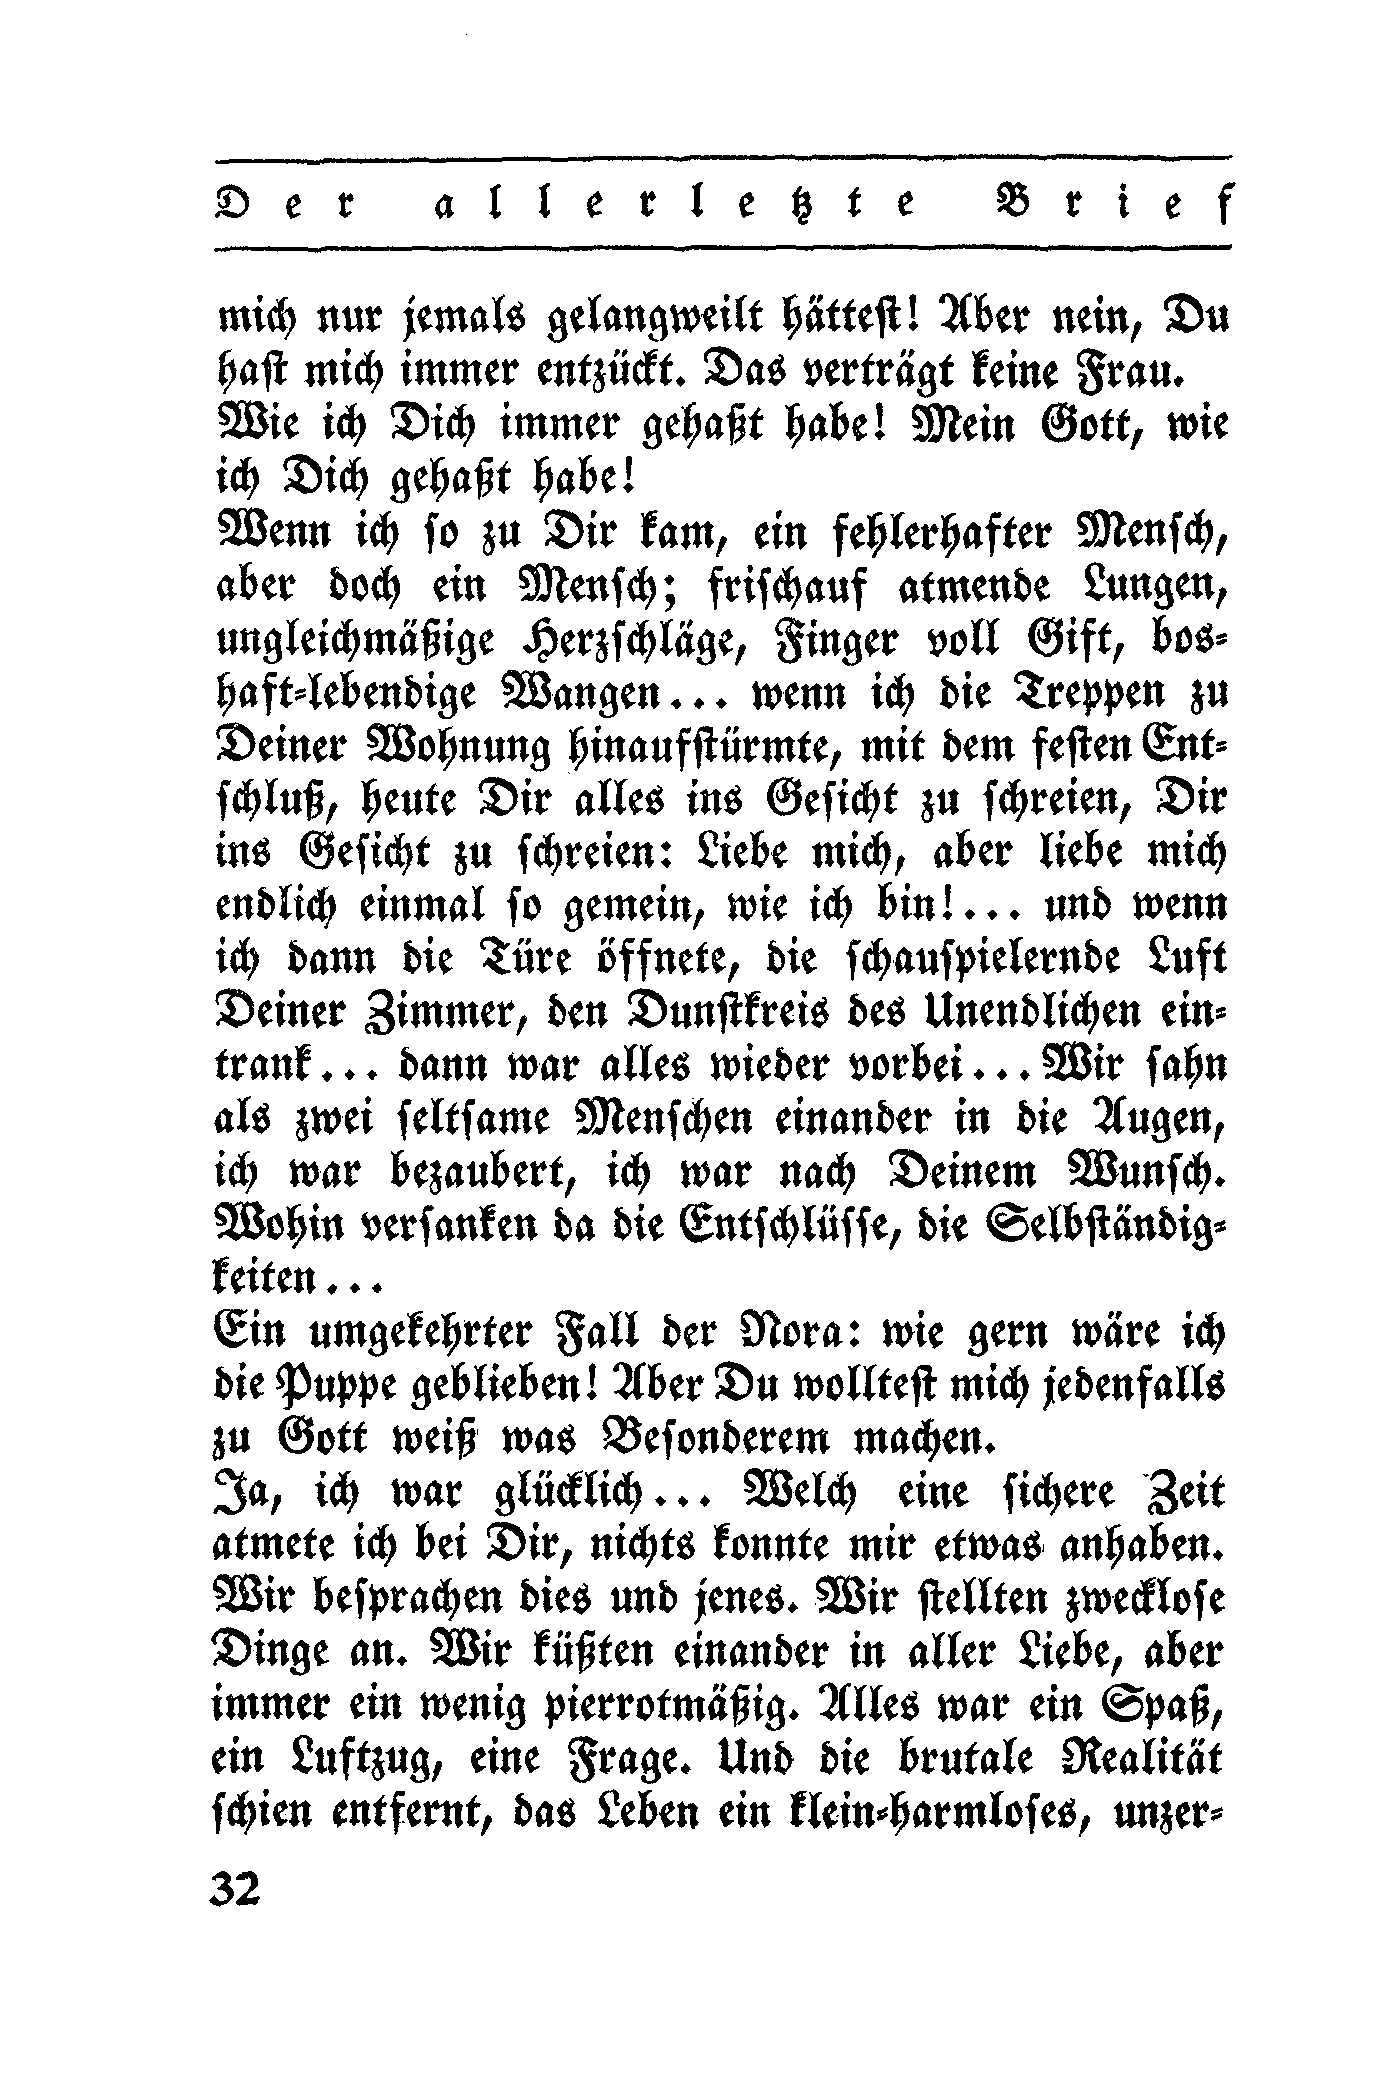 Der allerletzte Brief
mich nur jemals gelangweilt hättest! Aber nein, Du
hast mich immer entzückt. Das verträgt keine Frau.
Wie ich Dich immer gehaßt habe! Mein Gott, wie
ich Dich gehaßt habe!
Wenn ich so zu Dir kam, ein fehlerhafter Mensch,
aber doch ein Mensch; frischauf atmende Lungen,
ungleichmäßige Herzschläge, Finger voll Gift, bos-
haft-lebendige Wangen... wenn ich die Treppen zu
Deiner Wohnung hinaufstürmte, mit dem festen Ent-
schluß, heute Dir alles ins Gesicht zu schreien, Dir
ins Gesicht zu schreien: Liebe mich, aber liebe mich
endlich einmal so gemein, wie ich bin!... und wenn
ich dann die Türe öffnete, die schauspielernde Luft
Deiner Zimmer, den Dunstkreis des Unendlichen ein-
trank... dann war alles wieder vorbei... Wir sahn
als zwei seltsame Menschen einander in die Augen,
ich war bezaubert, ich war nach Deinem Wunsch.
Wohin versanken da die Entschlüsse, die Selbständig-
keiten...
Ein umgekehrter Fall der Nora: wie gern wäre ich
die Puppe geblieben! Aber Du wolltest mich jedenfalls
zu Gott weiß was Besonderem machen.
Ja, ich war glücklich... Welch eine sichere Zeit
atmete ich bei Dir, nichts konnte mir etwas anhaben.
Wir besprachen dies und jenes. Wir stellten zwecklose
Dinge an. Wir küßten einander in aller Liebe, aber
immer ein wenig pierrotmäßig. Alles war ein Spaß,
ein Luftzug, eine Frage. Und die brutale Realität
schien entfernt, das Leben ein klein-harmloses, unzer-
32